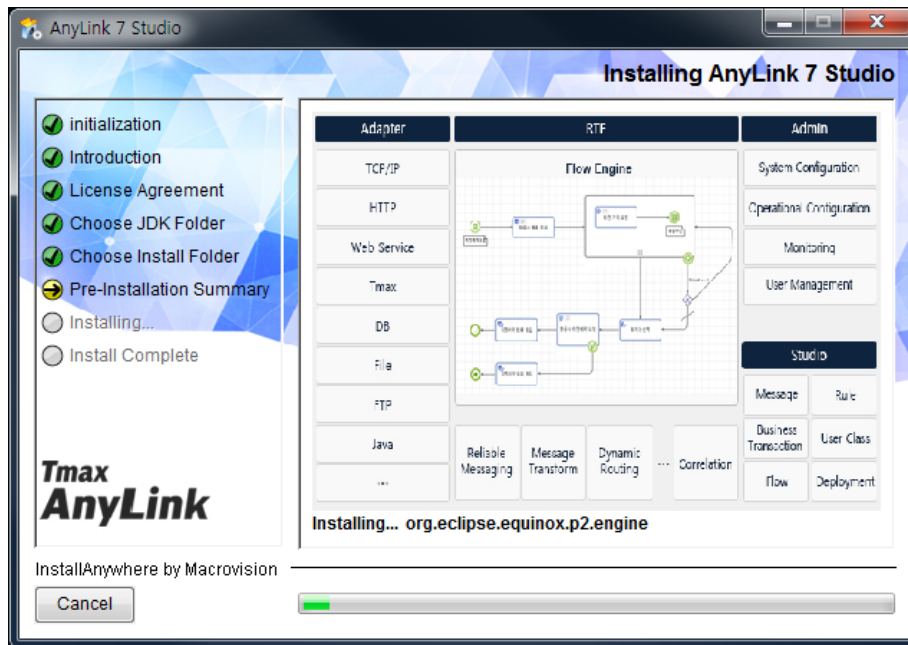 AnyLink 7 Studio
Installing AnyLink 7 Studio
initialization
Introduction
License Agreement
Choose JDK Folder
Choose Install Folder
Pre-Installation Summary
Installing...
Install Complete
Tmax
AnyLink
Adapter
TCF/IP
HTTP
Web Service
Tmax
DB
File
FTP
Java
...
RTE
Flow Engine
Reliable
Messaging
Message
Transform
Dynamic
Routing
...
Correlation
Admin
System Configuration
Operational Configuration
Monitoring
User Management
Studio
Message
Rule
Business
Transaction
User Class
Flow
Deployment
Installing... org.eclipse.equinox.p2.engine
InstallAnywhere by Macrovision
Cancel